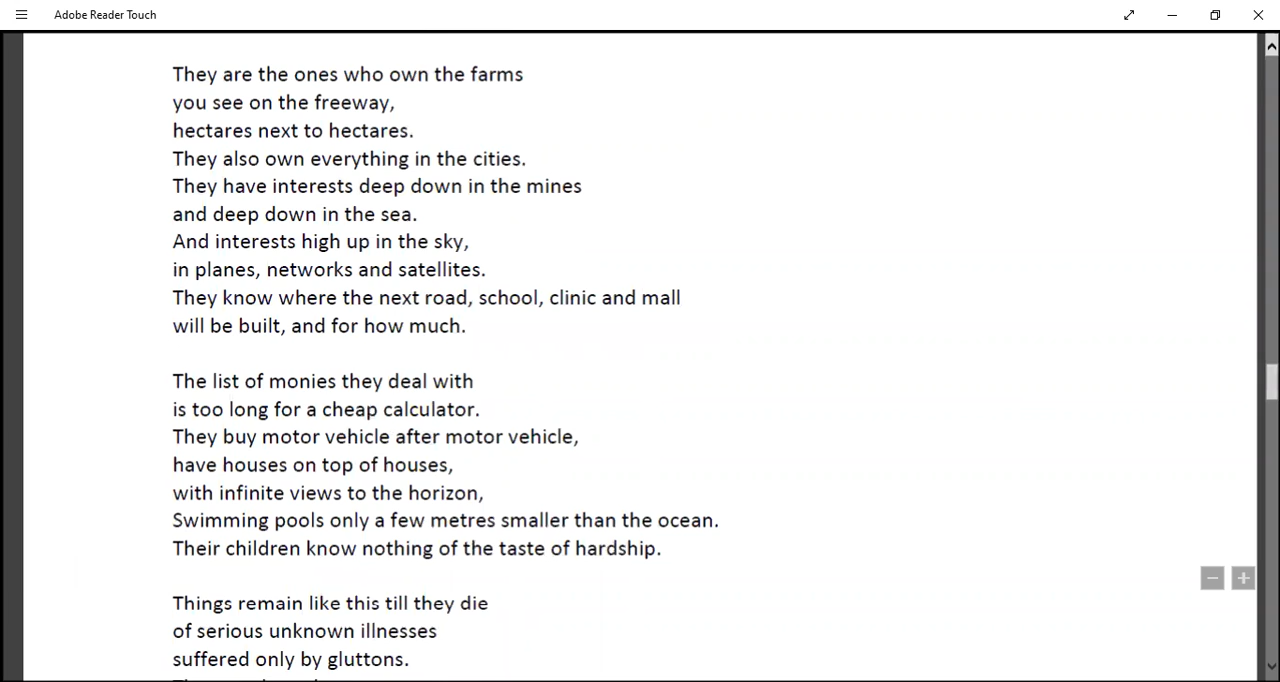 Adobe Reader Touch
They are the ones who own the farms
you see on the freeway,
hectares next to hectares.
They also own everything in the cities.
They have interests deep down in the mines
and deep down in the sea.
And interests high up in the sky,
in planes, networks and satellites.
They know where the next road, school, clinic and mall
will be built, and for how much.
The list of monies they deal with
is too long for a cheap calculator.
They buy motor vehicle after motor vehicle,
have houses on top of houses,
with infinite views to the horizon,
Swimming pools only a few metres smaller than the ocean.
Their children know nothing of the taste of hardship.
Things remain like this till they die
of serious unknown illnesses
suffered only by gluttons.